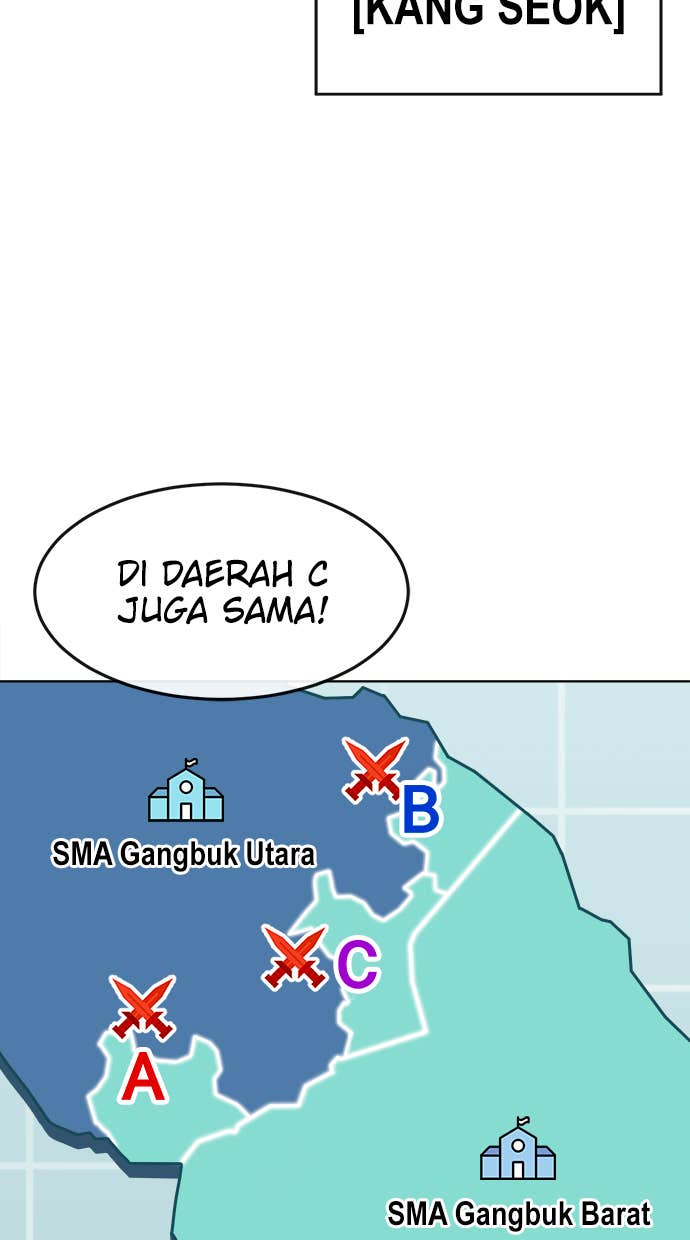 [KANG SEOK]
DI DAERAH C
JUGA SAMA!
B
SMA Gangbuk Utara
C
A
SMA Gangbuk Barat